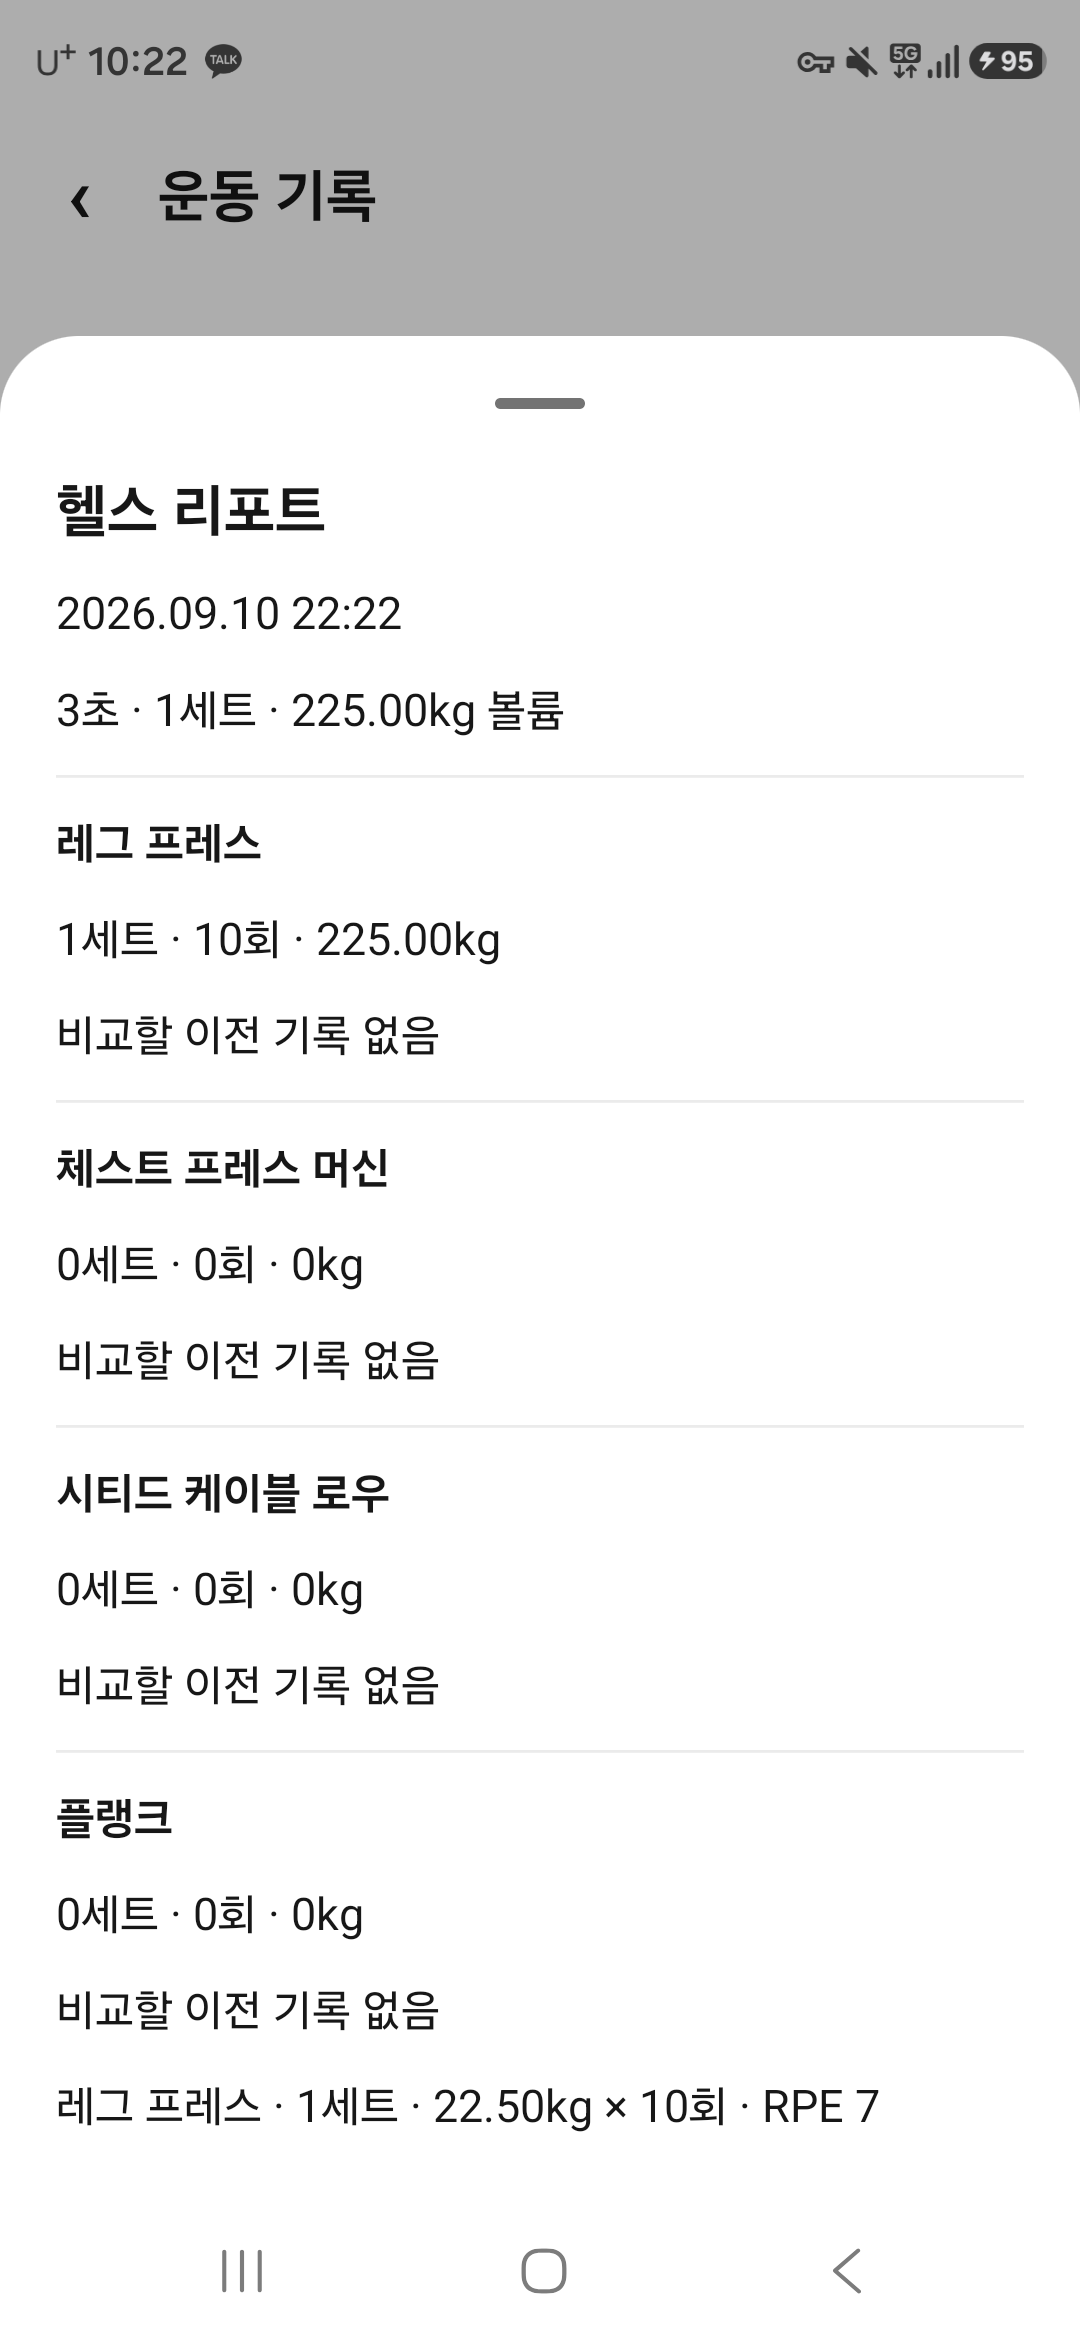 U+ 10:22 TALK 5G 95
운동 기록
헬스 리포트
2026.09.10 22:22
3초 · 1세트 · 225.00kg 볼륨
레그 프레스
1세트 · 10회 · 225.00kg
비교할 이전 기록 없음
체스트 프레스 머신
0세트 · 0회 · 0kg
비교할 이전 기록 없음
시티드 케이블 로우
0세트 · 0회 · 0kg
비교할 이전 기록 없음
플랭크
0세트 · 0회 · 0kg
비교할 이전 기록 없음
레그 프레스 · 1세트 · 22.50kg × 10회 · RPE 7